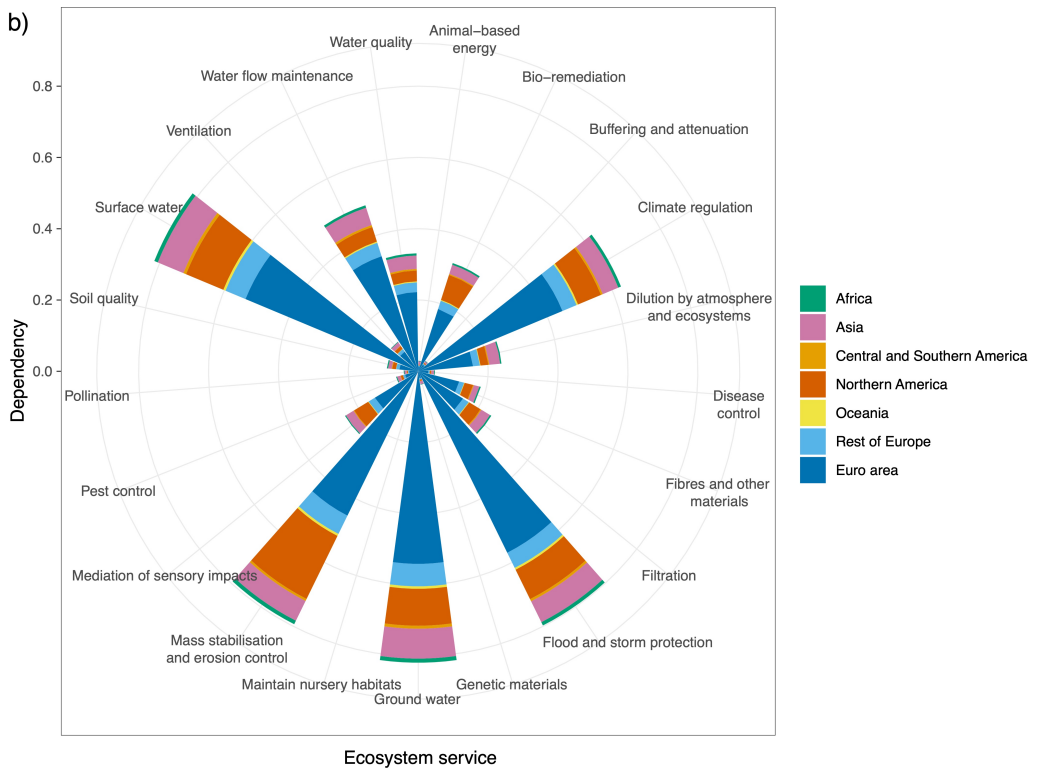 b)
Animal−based
energy
Water quality
Bio−remediation
Water flow maintenance
Buffering and attenuation
Ventilation
Climate regulation
Surface water
Dilution by atmosphere
and ecosystems
Soil quality
Disease
control
Pollination
Fibres and other
materials
Pest control
Filtration
Mediation of sensory impacts
Flood and storm protection
Mass stabilisation
and erosion control
Genetic materials
Maintain nursery habitats
Ground water
0.8
0.6
0.4
0.2
0.0
Dependency
Ecosystem service
Africa
Asia
Central and Southern America
Northern America
Oceania
Rest of Europe
Euro area